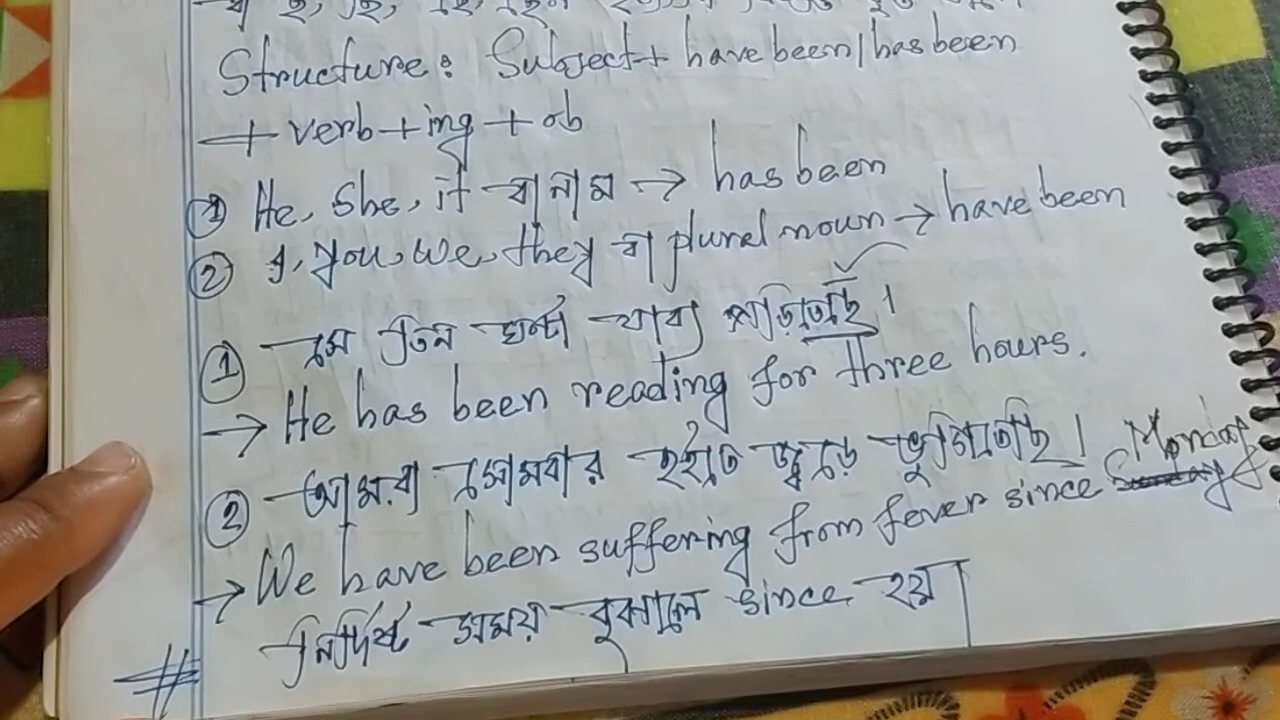 Structure: Subject + have been/has been
+ verb + ing + ob
① He, She, it বা নাম → has been
② I, You, We, they বা plural noun → have been
① সে তিন ঘন্টা যাবৎ পড়িতেছে।
→ He has been reading for three hours.
② আমরা সোমবার হইতে জ্বরে ভুগিতেছি।
→ We have been suffering from fever since Monday
# নির্দিষ্ট সময় বুঝালে since হয়।